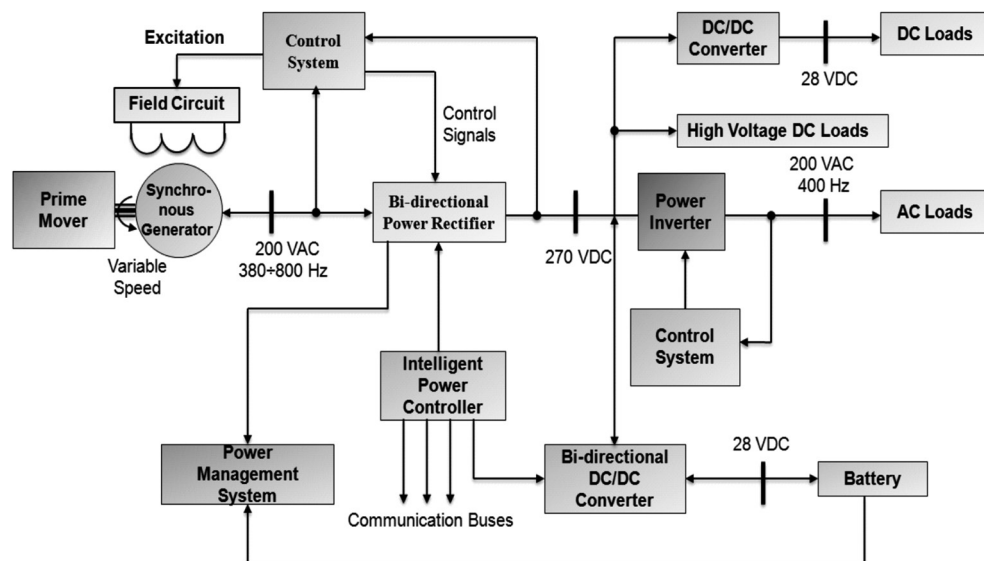 Excitation
Control
System
DC/DC
Converter
DC Loads
28 VDC
Field Circuit
Control
Signals
High Voltage DC Loads
200 VAC
400 Hz
Prime
Mover
Synchro-
nous
Generator
Bi-directional
Power Rectifier
Power
Inverter
AC Loads
200 VAC
380÷800 Hz
270 VDC
Variable
Speed
Control
System
Intelligent
Power
Controller
Power
Management
System
Bi-directional
DC/DC
Converter
28 VDC
Battery
Communication Buses